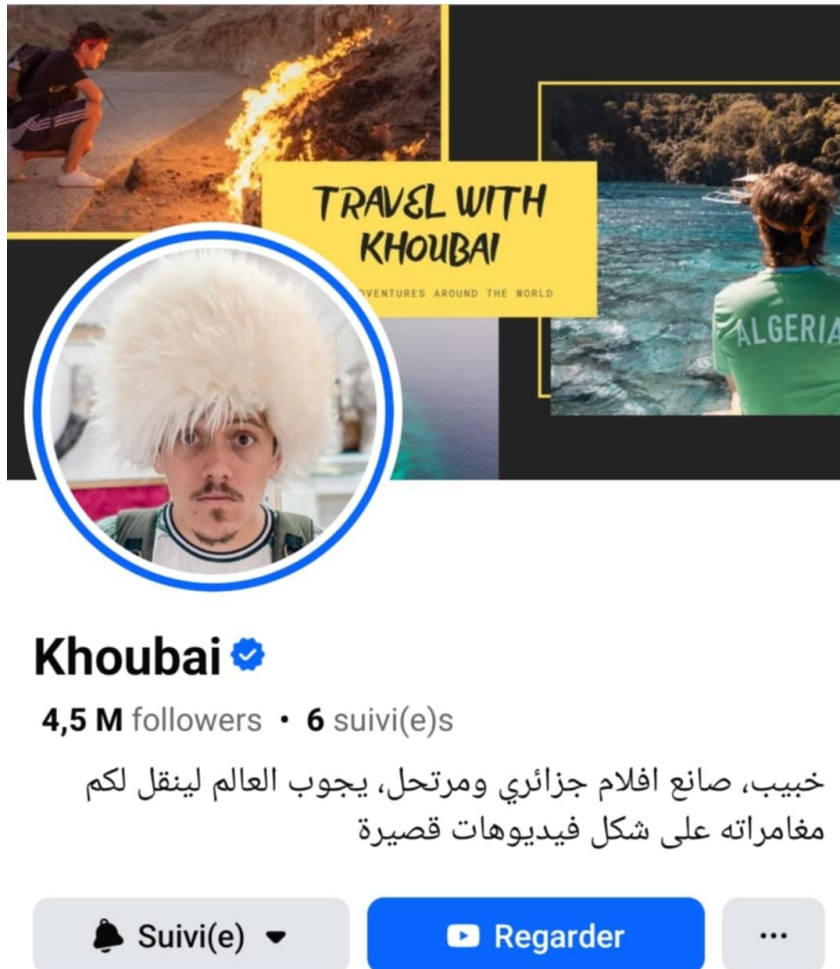 TRAVEL WITH
KHOUBAI
AROUND THE WORLD
ALGERIA
Khoubai
4,5 M followers • 6 suivi(e)s
خبيب، صانع افلام جزائري ومرتحل، يجوب العالم لينقل لكم
مغامراته على شكل فيديوهات قصيرة
Suivi(e)
Regarder